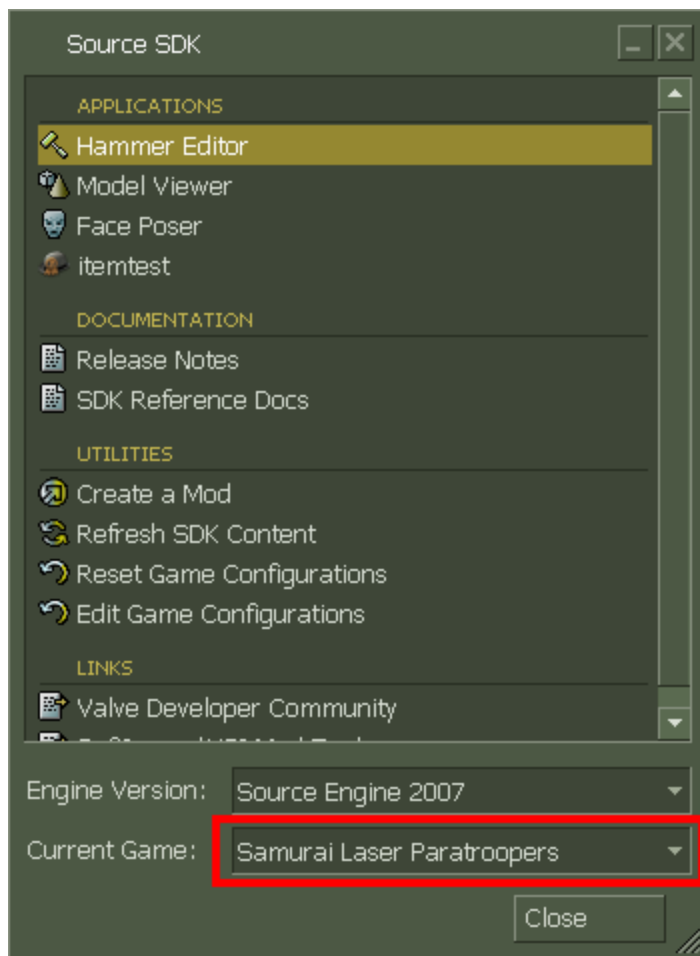 Source SDK
APPLICATIONS
Hammer Editor
Model Viewer
Face Poser
itemtest
DOCUMENTATION
Release Notes
SDK Reference Docs
UTILITIES
Create a Mod
Refresh SDK Content
Reset Game Configurations
Edit Game Configurations
LINKS
Valve Developer Community
Engine Version: Source Engine 2007
Current Game: Samurai Laser Paratroopers
Close